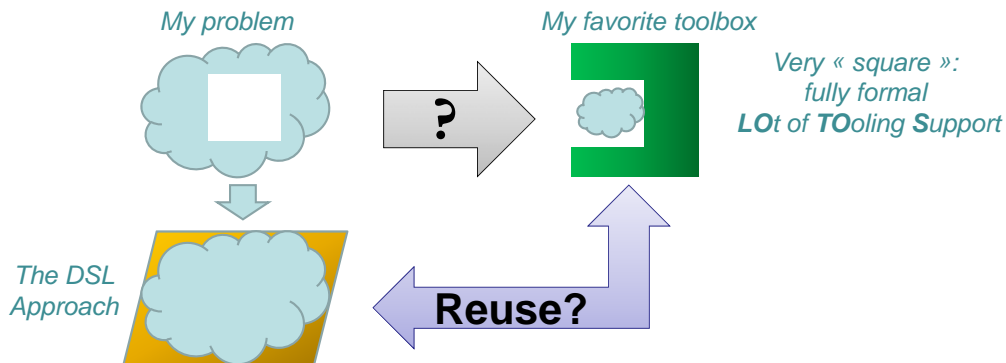 My problem
My favorite toolbox
Very « square »:
fully formal
LOt of TOoling Support
?
The DSL
Approach
Reuse?